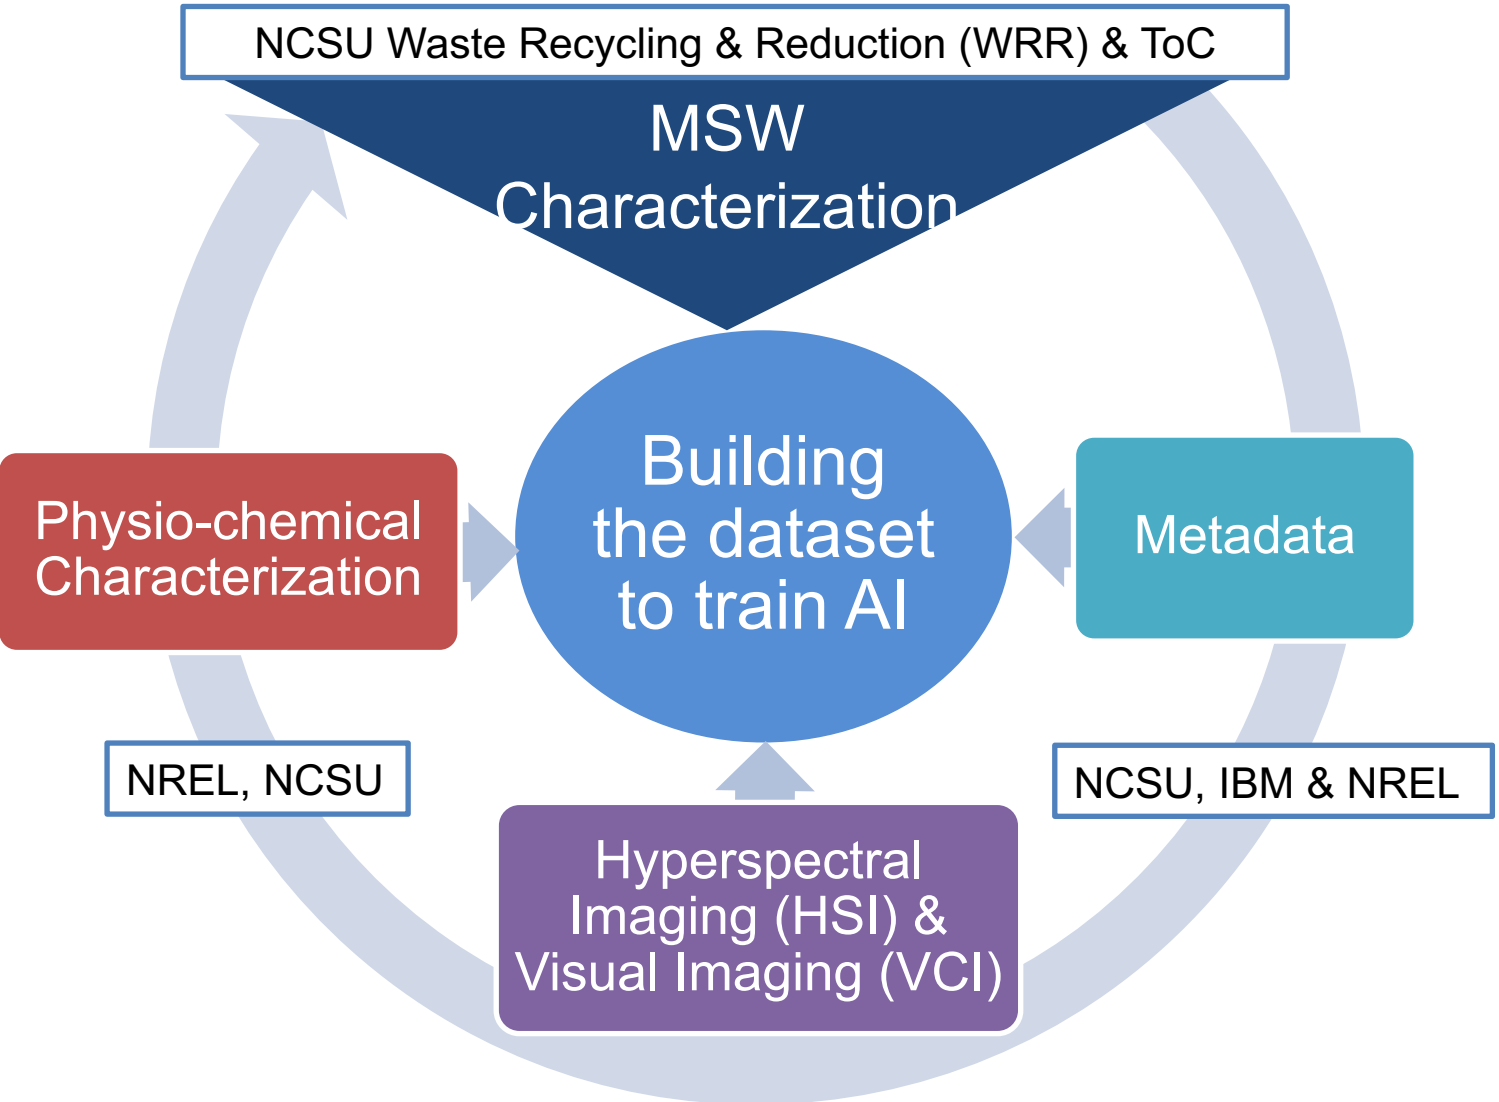 NCSU Waste Recycling & Reduction (WRR) & ToC
MSW
Characterization
Building
the dataset
to train AI
Physio-chemical
Characterization
Metadata
NREL, NCSU
NCSU, IBM & NREL
Hyperspectral
Imaging (HSI) &
Visual Imaging (VCI)